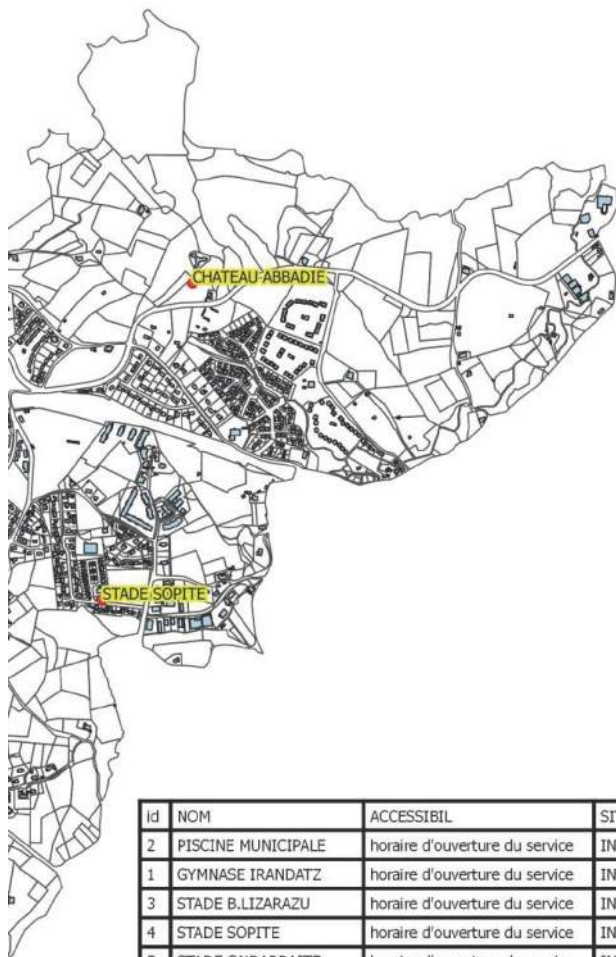 CHATEAU ABBADIE
STADE SOPITE
id NOM ACCESSIBIL
2 PISCINE MUNICIPALE horaire d'ouverture du service
1 GYMNASE IRANDATZ horaire d'ouverture du service
3 STADE B.LIZARAZU horaire d'ouverture du service
4 STADE SOPITE horaire d'ouverture du service